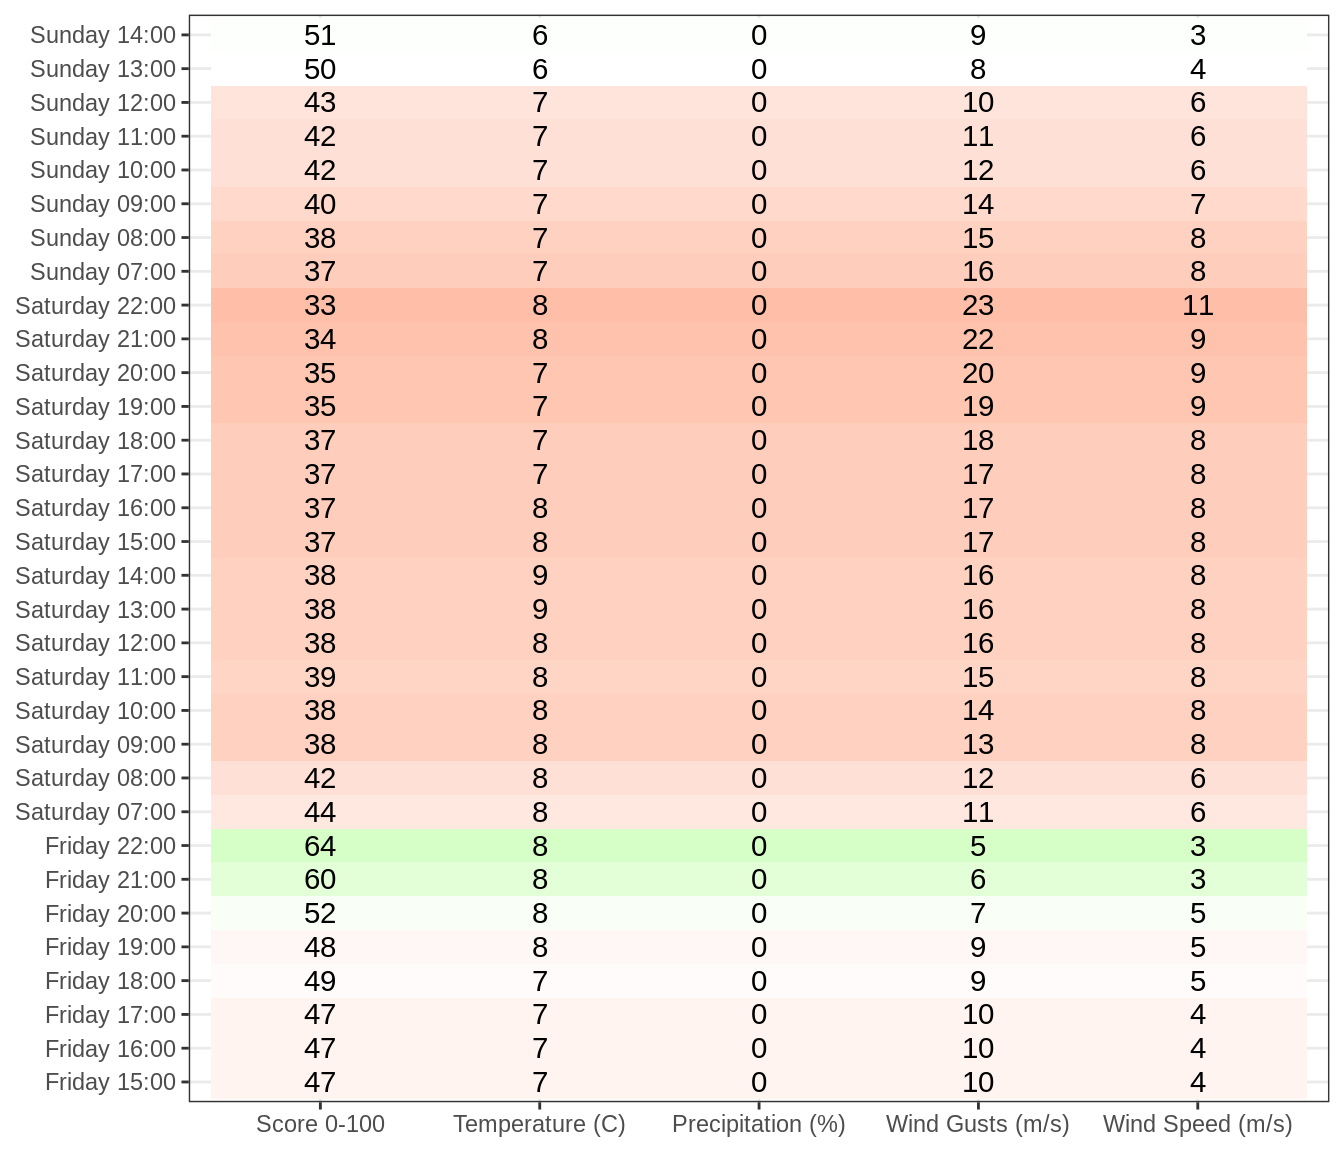 Sunday 14:00 51 6 0 9 3
Sunday 13:00 50 6 0 8 4
Sunday 12:00 43 7 0 10 6
Sunday 11:00 42 7 0 11 6
Sunday 10:00 42 7 0 12 6
Sunday 09:00 40 7 0 14 7
Sunday 08:00 38 7 0 15 8
Sunday 07:00 37 7 0 16 8
Saturday 22:00 33 8 0 23 11
Saturday 21:00 34 8 0 22 9
Saturday 20:00 35 7 0 20 9
Saturday 19:00 35 7 0 19 9
Saturday 18:00 37 7 0 18 8
Saturday 17:00 37 7 0 17 8
Saturday 16:00 37 8 0 17 8
Saturday 15:00 37 8 0 17 8
Saturday 14:00 38 9 0 16 8
Saturday 13:00 38 9 0 16 8
Saturday 12:00 38 8 0 16 8
Saturday 11:00 39 8 0 15 8
Saturday 10:00 38 8 0 14 8
Saturday 09:00 38 8 0 13 8
Saturday 08:00 42 8 0 12 6
Saturday 07:00 44 8 0 11 6
Friday 22:00 64 8 0 5 3
Friday 21:00 60 8 0 6 3
Friday 20:00 52 8 0 7 5
Friday 19:00 48 8 0 9 5
Friday 18:00 49 7 0 9 5
Friday 17:00 47 7 0 10 4
Friday 16:00 47 7 0 10 4
Friday 15:00 47 7 0 10 4
Score 0-100 Temperature (C) Precipitation (%) Wind Gusts (m/s) Wind Speed (m/s)